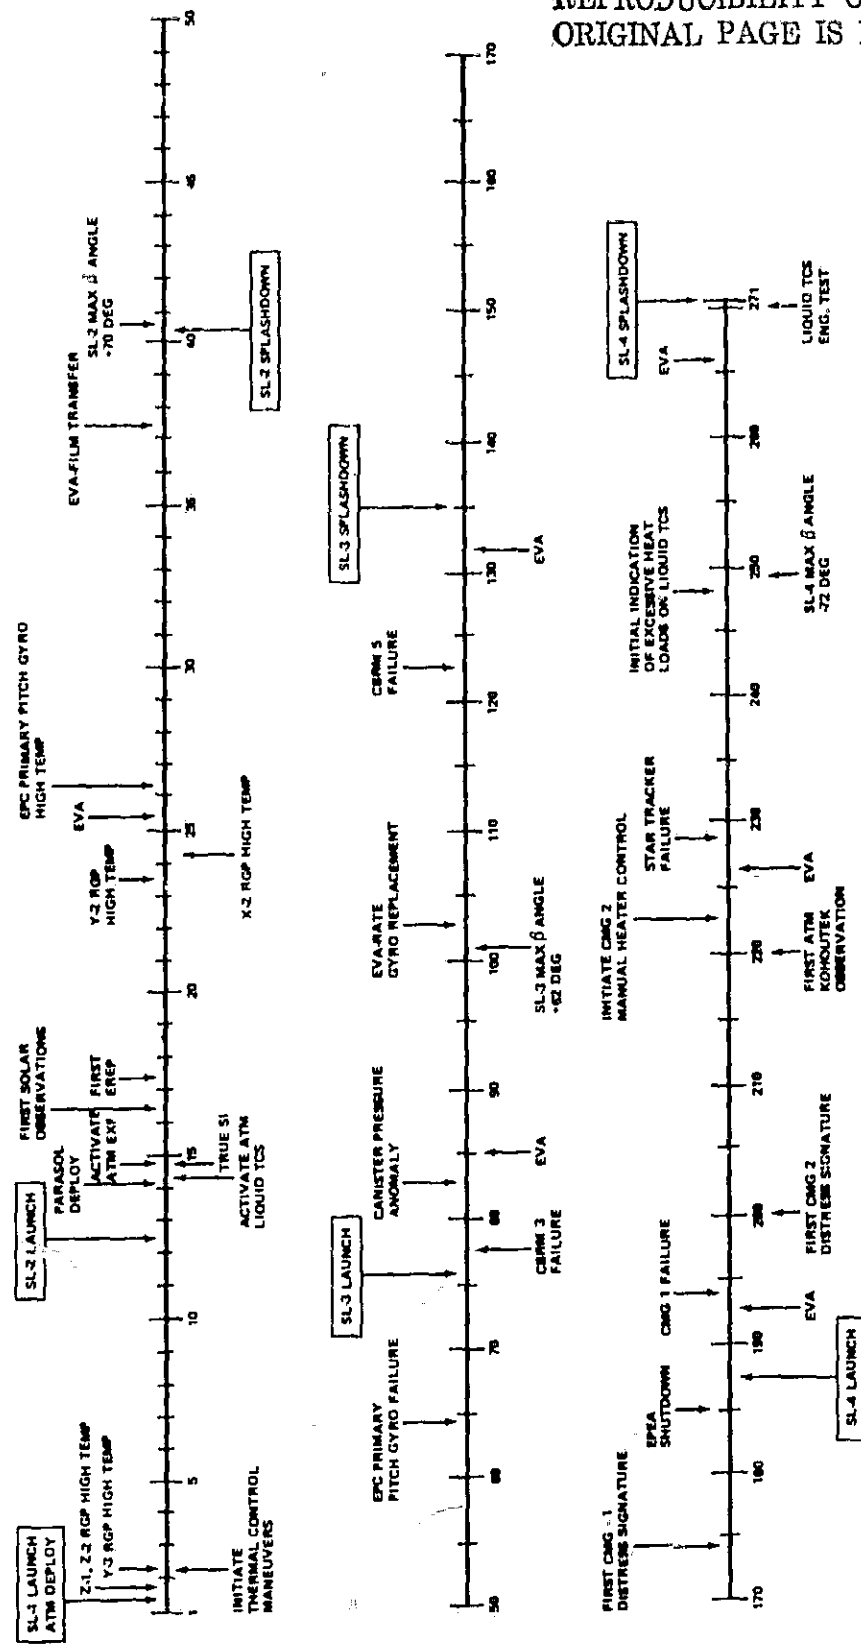 REPRODUCIBILITY
ORIGINAL PAGE IS
SL-1 LAUNCH
ATM DEPLOY
Z-1, Z-2 RGP HIGH TEMP
Y-3 RGP HIGH TEMP
INITIATE
THERMAL CONTROL
MANEUVERS
SL-2 LAUNCH
PARASOL
DEPLOY
ACTIVATE
ATM EXP
FIRST SOLAR
OBSERVATIONS
FIRST
EREP
TRUE SI
ACTIVATE ATM
LIQUID TCS
Y-2 RGP
HIGH TEMP
EVA
EPC PRIMARY PITCH GYRO
HIGH TEMP
X-2 RGP HIGH TEMP
EVA-FILM TRANSFER
SL-2 MAX β ANGLE
+70 DEG
SL-2 SPLASHDOWN
1 5 10 15 20 25 30 35 40 45 50
EPC PRIMARY
PITCH GYRO FAILURE
SL-3 LAUNCH
CBRM 3
FAILURE
CANISTER PRESSURE
ANOMALY
EVA
EVA-RATE
GYRO REPLACEMENT
SL-3 MAX β ANGLE
+62 DEG
CBRM 5
FAILURE
EVA
SL-3 SPLASHDOWN
50 60 70 80 90 100 110 120 130 140 150 160 170
FIRST CMG - 1
DISTRESS SIGNATURE
EPEA
SHUTDOWN
SL-4 LAUNCH
CMG 1 FAILURE
EVA
FIRST CMG 2
DISTRESS SIGNATURE
INITIATE CMG 2
MANUAL HEATER CONTROL
FIRST ATM
KOHOUTEK
OBSERVATION
STAR TRACKER
FAILURE
EVA
INITIAL INDICATION
OF EXCESSIVE HEAT
LOADS ON LIQUID TCS
SL-4 MAX β ANGLE
-72 DEG
EVA
SL-4 SPLASHDOWN
LIQUID TCS
ENG. TEST
170 180 190 200 210 220 230 240 250 260 271